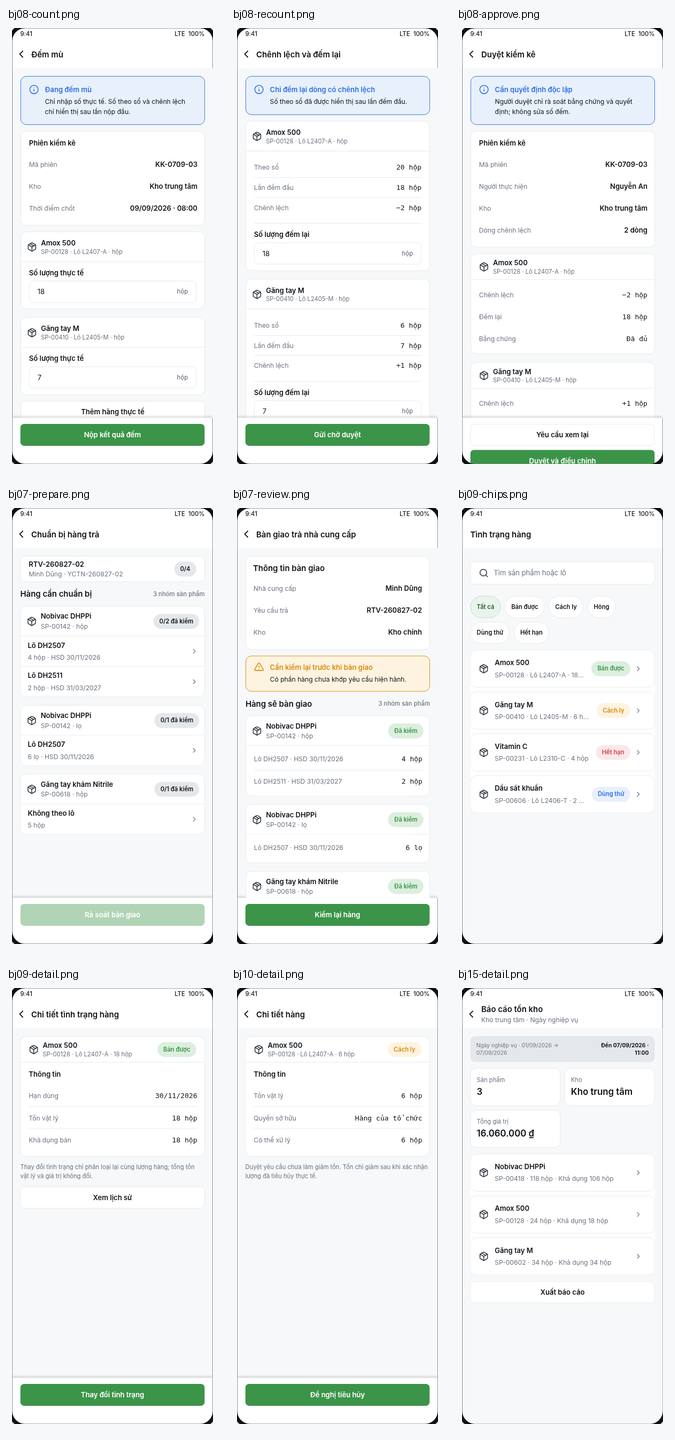 bj08-count.png
9:41
LTE 100%
Đếm mù
Đang đếm mù
Chỉ nhập số thực tế. Số theo sổ và chênh lệch
chỉ hiển thị sau lần nộp đầu.
Phiên kiểm kê
Mã phiên
KK-0709-03
Kho
Kho trung tâm
Thời điểm chốt
09/09/2026 · 08:00
Amox 500
SP-00128 · Lô L2407-A · hộp
Số lượng thực tế
18
hộp
Găng tay M
SP-00410 · Lô L2405-M · hộp
Số lượng thực tế
7
hộp
Thêm hàng thực tế
Nộp kết quả đếm
bj08-recount.png
9:41
LTE 100%
Chênh lệch và đếm lại
Chỉ đếm lại dòng có chênh lệch
Số theo sổ đã được hiển thị sau lần đếm đầu.
Amox 500
SP-00128 · Lô L2407-A · hộp
Theo sổ
20 hộp
Lần đếm đầu
18 hộp
Chênh lệch
−2 hộp
Số lượng đếm lại
18
hộp
Găng tay M
SP-00410 · Lô L2405-M · hộp
Theo sổ
6 hộp
Lần đếm đầu
7 hộp
Chênh lệch
+1 hộp
Số lượng đếm lại
7
hộp
Gửi chờ duyệt
bj08-approve.png
9:41
LTE 100%
Duyệt kiểm kê
Cần quyết định độc lập
Người duyệt chỉ rà soát bằng chứng và quyết
định; không sửa số đếm.
Phiên kiểm kê
Mã phiên
KK-0709-03
Người thực hiện
Nguyễn An
Kho
Kho trung tâm
Dòng chênh lệch
2 dòng
Amox 500
SP-00128 · Lô L2407-A · hộp
Chênh lệch
−2 hộp
Đếm lại
18 hộp
Bằng chứng
Đã đủ
Găng tay M
SP-00410 · Lô L2405-M · hộp
Chênh lệch
+1 hộp
Yêu cầu xem lại
Duyệt và điều chỉnh
bj07-prepare.png
9:41
LTE 100%
Chuẩn bị hàng trả
RTV-260827-02
Minh Dũng · YCTN-260827-02
0/4
Hàng cần chuẩn bị
3 nhóm sản phẩm
Nobivac DHPPi
SP-00142 · hộp
0/2 đã kiểm
Lô DH2507
4 hộp · HSD 30/11/2026
Lô DH2511
2 hộp · HSD 31/03/2027
Nobivac DHPPi
SP-00142 · lọ
0/1 đã kiểm
Lô DH2507
6 lọ · HSD 30/11/2026
Găng tay khám Nitrile
SP-00618 · hộp
0/1 đã kiểm
Không theo lô
5 hộp
Rà soát bàn giao
bj07-review.png
9:41
LTE 100%
Bàn giao trả nhà cung cấp
Thông tin bàn giao
Nhà cung cấp
Minh Dũng
Yêu cầu trả
RTV-260827-02
Kho
Kho chính
Cần kiểm lại trước khi bàn giao
Có phần hàng chưa khớp yêu cầu hiện hành.
Hàng sẽ bàn giao
3 nhóm sản phẩm
Nobivac DHPPi
SP-00142 · hộp
Đã kiểm
Lô DH2507 · HSD 30/11/2026
4 hộp
Lô DH2511 · HSD 31/03/2027
2 hộp
Nobivac DHPPi
SP-00142 · lọ
Đã kiểm
Lô DH2507 · HSD 30/11/2026
6 lọ
Găng tay khám Nitrile
SP-00618 · hộp
Đã kiểm
Kiểm lại hàng
bj09-chips.png
9:41
LTE 100%
Tình trạng hàng
Tìm sản phẩm hoặc lô
Tất cả
Bán được
Cách ly
Hỏng
Dùng thử
Hết hạn
Amox 500
SP-00128 · Lô L2407-A · 18...
Bán được
Găng tay M
SP-00410 · Lô L2405-M · 6 h...
Cách ly
Vitamin C
SP-00231 · Lô L2310-C · 4 hộp
Hết hạn
Dầu sát khuẩn
SP-00606 · Lô L2406-T · 2 ...
Dùng thử
bj09-detail.png
9:41
LTE 100%
Chi tiết tình trạng hàng
Amox 500
SP-00128 · Lô L2407-A · 18 hộp
Bán được
Thông tin
Hạn dùng
30/11/2026
Tồn vật lý
18 hộp
Khả dụng bán
18 hộp
Thay đổi tình trạng chỉ phân loại lại cùng lượng hàng; tổng tồn
vật lý và giá trị không đổi.
Xem lịch sử
Thay đổi tình trạng
bj10-detail.png
9:41
LTE 100%
Chi tiết hàng
Amox 500
SP-00128 · Lô L2407-A · 6 hộp
Cách ly
Thông tin
Tồn vật lý
6 hộp
Quyền sở hữu
Hàng của tổ chức
Có thể xử lý
6 hộp
Duyệt yêu cầu chưa làm giảm tồn. Tồn chỉ giảm sau khi xác nhận
lượng đã tiêu hủy thực tế.
Đề nghị tiêu hủy
bj15-detail.png
9:41
LTE 100%
Báo cáo tồn kho
Kho trung tâm · Ngày nghiệp vụ
Ngày nghiệp vụ · 01/09/2026 →
07/09/2026
Đến 07/09/2026 ·
11:00
Sản phẩm
3
Kho
Kho trung tâm
Tổng giá trị
16.060.000 ₫
Nobivac DHPPi
SP-00418 · 118 hộp · Khả dụng 106 hộp
Amox 500
SP-00128 · 24 hộp · Khả dụng 18 hộp
Găng tay M
SP-00602 · 34 hộp · Khả dụng 34 hộp
Xuất báo cáo